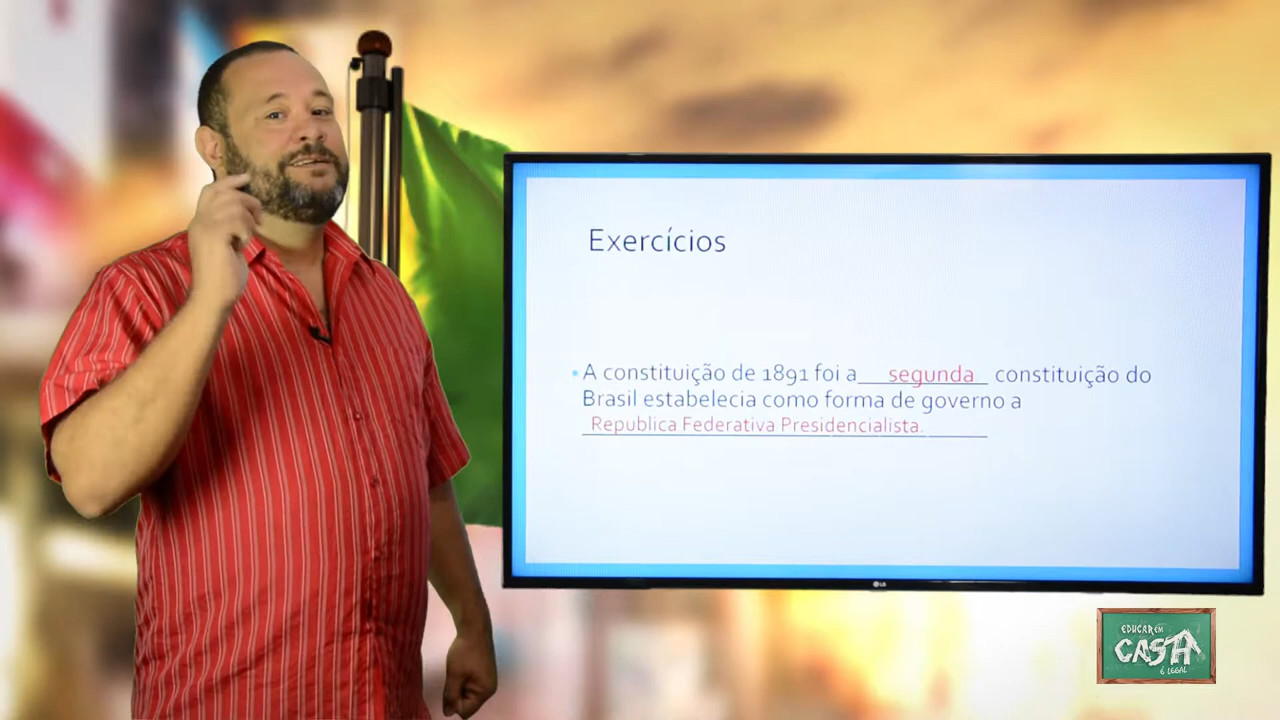 Exercícios
• A constituição de 1891 foi a segunda constituição do
Brasil estabelecia como forma de governo a
Republica Federativa Presidencialista.
LG
EDUCAR EM
CASA
É LEGAL